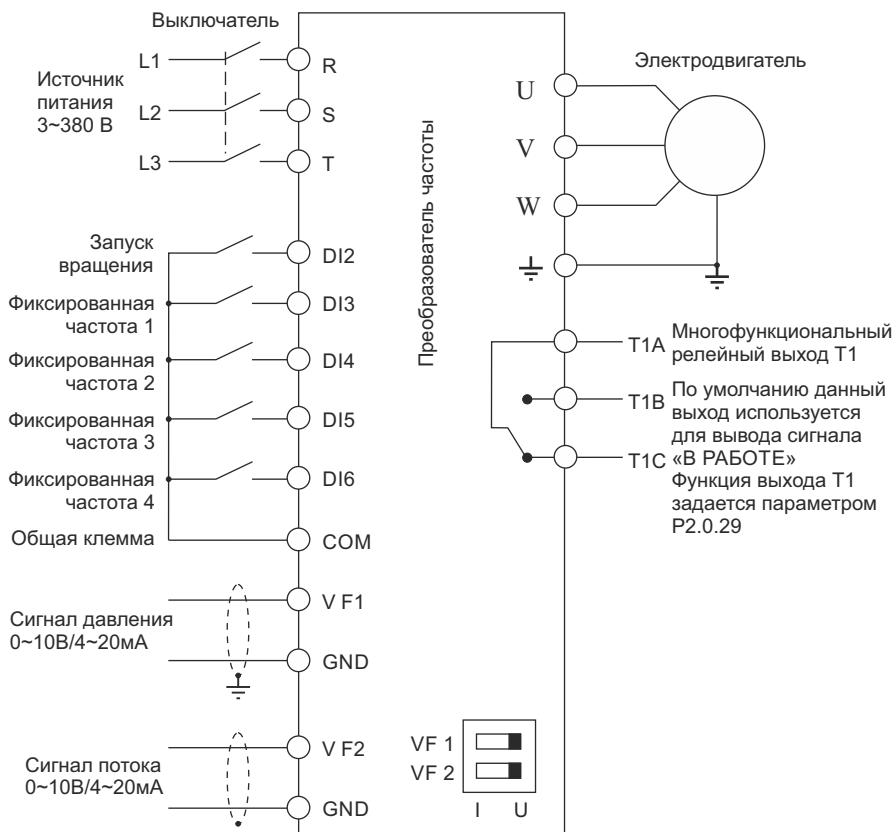 Выключатель
L1
R
Источник
питания
3~380 В
L2
S
L3
T
Преобразователь частоты
Электродвигатель
U
V
W
Запуск
вращения
DI2
Фиксированная
частота 1
DI3
Фиксированная
частота 2
DI4
Фиксированная
частота 3
DI5
Фиксированная
частота 4
DI6
Общая клемма
COM
T1A
Многофункциональный
релейный выход T1
T1B
По умолчанию данный
выход используется
для вывода сигнала
«В РАБОТЕ»
T1C
Функция выхода T1
задается параметром
P2.0.29
Сигнал давления
0~10В/4~20мА
V F1
GND
Сигнал потока
0~10В/4~20мА
V F2
GND
VF 1
VF 2
I U